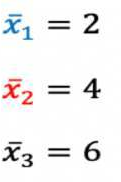 x̄₁ = 2
x̄₂ = 4
x̄₃ = 6